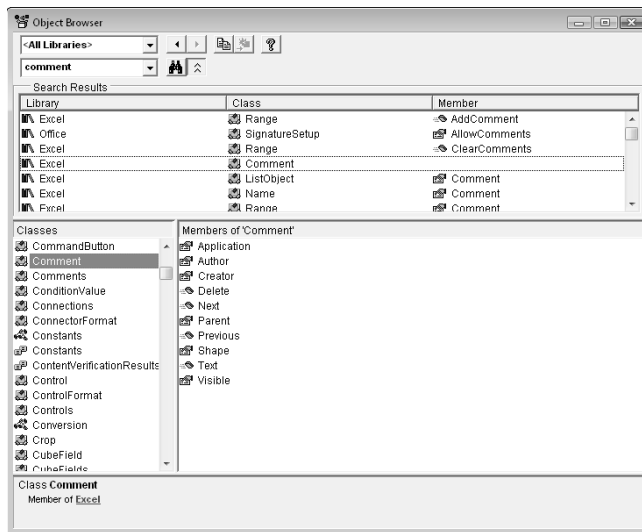 Object Browser
<All Libraries>
comment
Search Results
Library Class Member
Excel Range AddComment
Office SignatureSetup AllowComments
Excel Range ClearComments
Excel Comment
Excel ListObject Comment
Excel Name Comment
Excel Range Comment
Classes Members of 'Comment'
CommandButton Application
Comment Author
Comments Creator
ConditionValue Delete
Connections Next
ConnectorFormat Parent
Constants Previous
Constants Shape
ContentVerificationResults Text
Control Visible
ControlFormat
Controls
Conversion
Crop
CubeField
CubeFields
Class Comment
Member of Excel